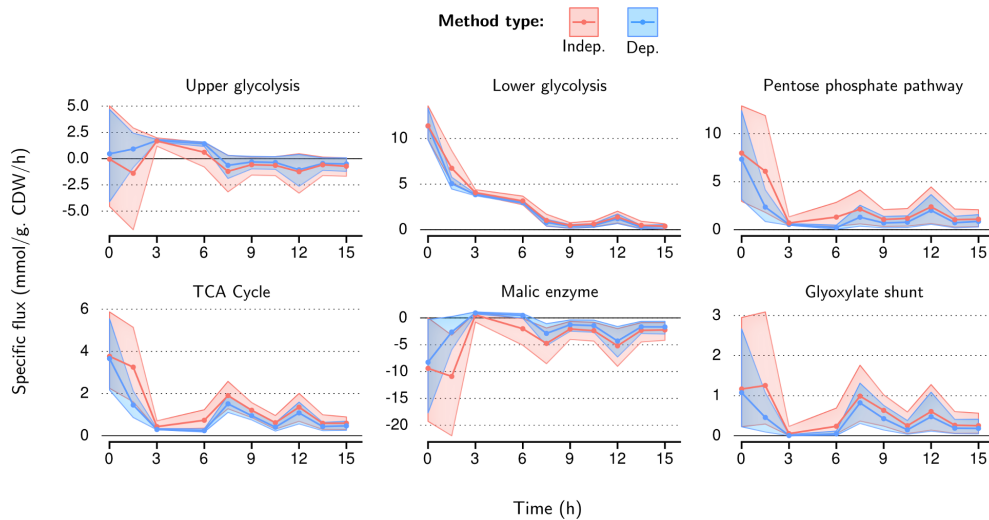 Method type:
Indep. Dep.
Upper glycolysis Lower glycolysis Pentose phosphate pathway
5.0
2.5
0.0
-2.5
-5.0
0 3 6 9 12 15
10
5
0
0 3 6 9 12 15
10
5
0
0 3 6 9 12 15
TCA Cycle Malic enzyme Glyoxylate shunt
6
4
2
0
0 3 6 9 12 15
0
-5
-10
-15
-20
0 3 6 9 12 15
3
2
1
0
0 3 6 9 12 15
Specific flux (mmol/g. CDW/h)
Time (h)